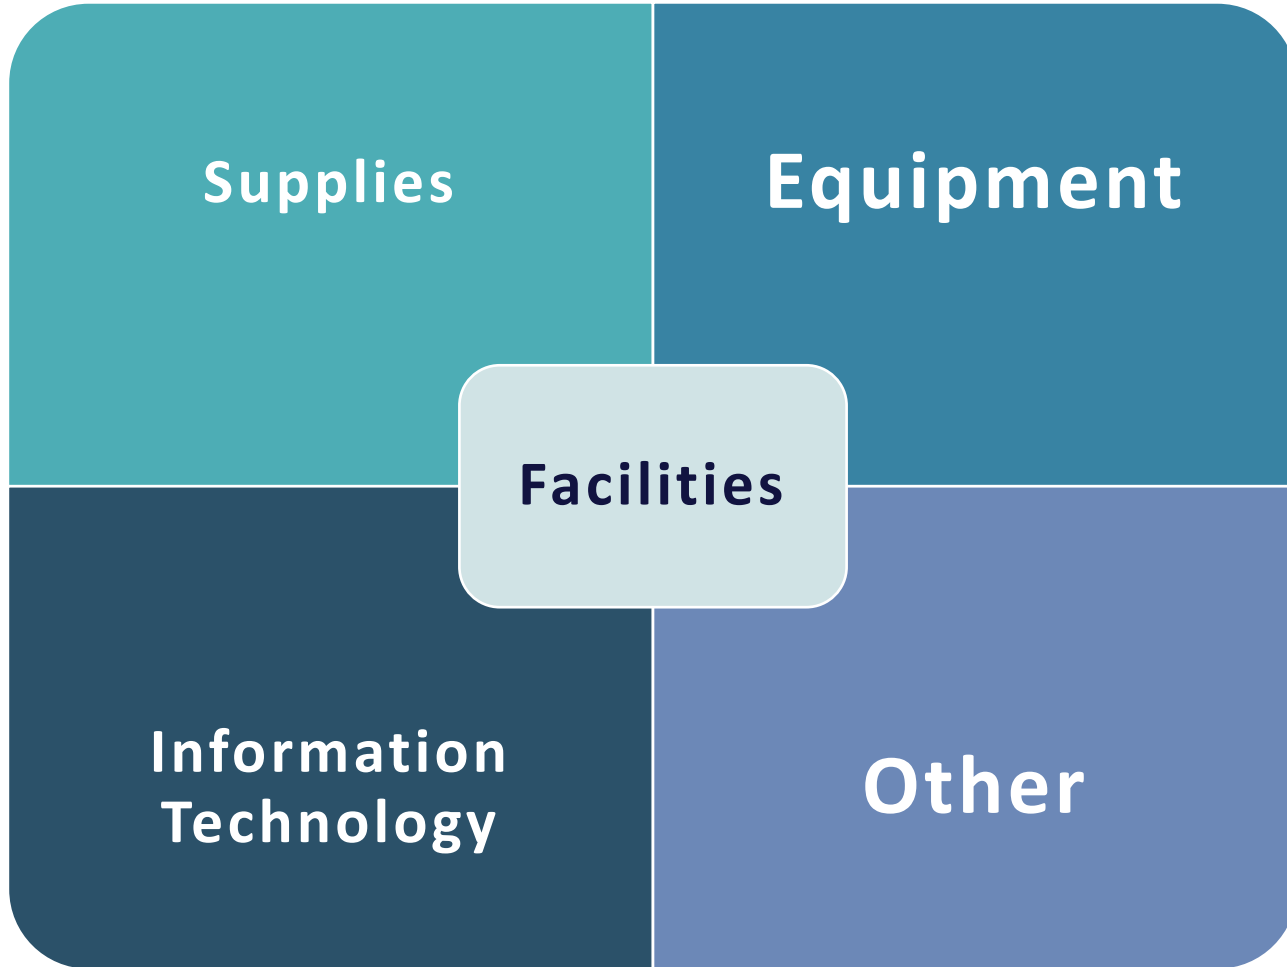 Supplies
Equipment
Facilities
Information
Technology
Other